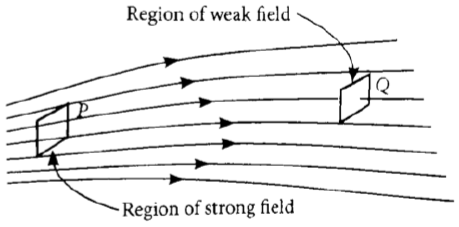 Region of weak field
P
Q
Region of strong field